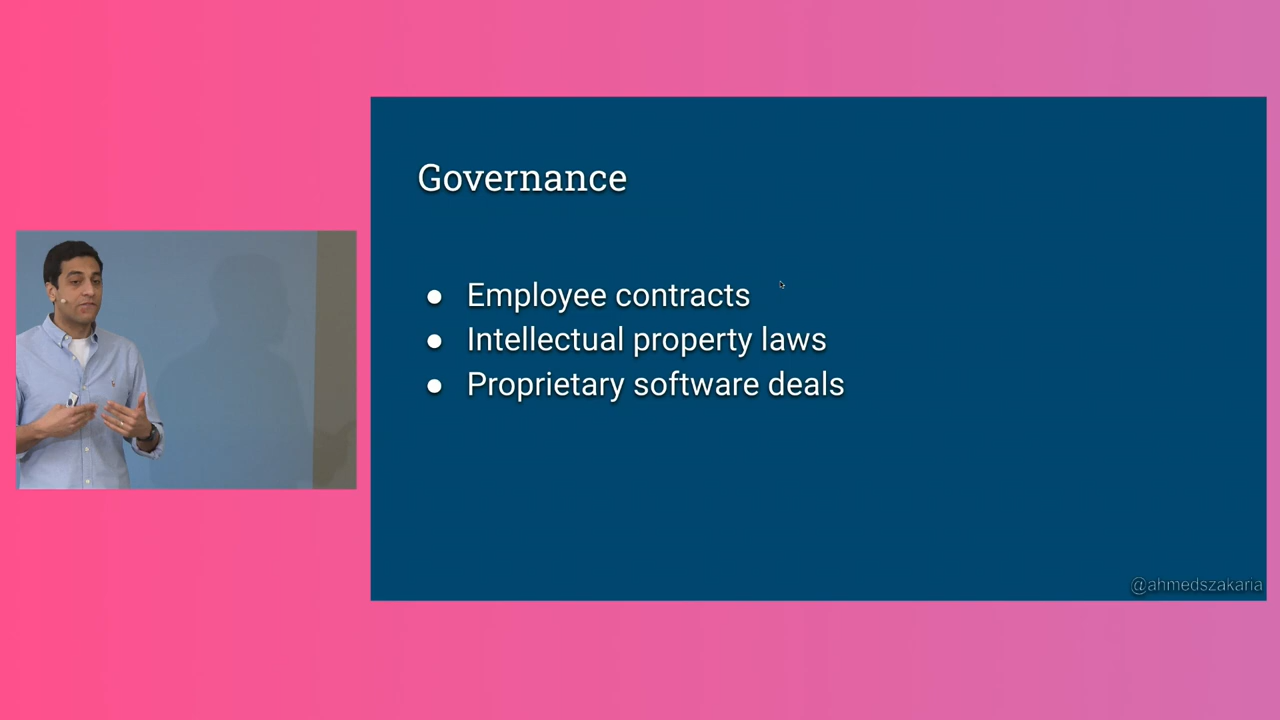 Governance
● Employee contracts
● Intellectual property laws
● Proprietary software deals
@ahmedszakaria